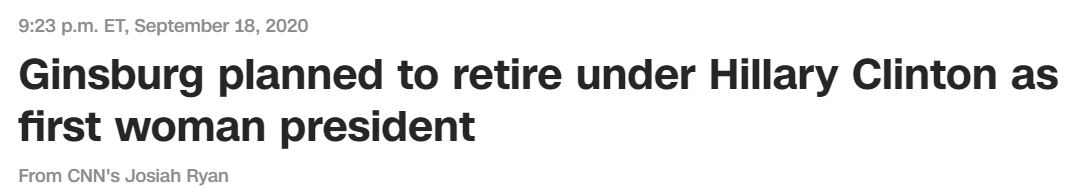 9:23 p.m. ET, September 18, 2020
Ginsburg planned to retire under Hillary Clinton as
first woman president
From CNN's Josiah Ryan